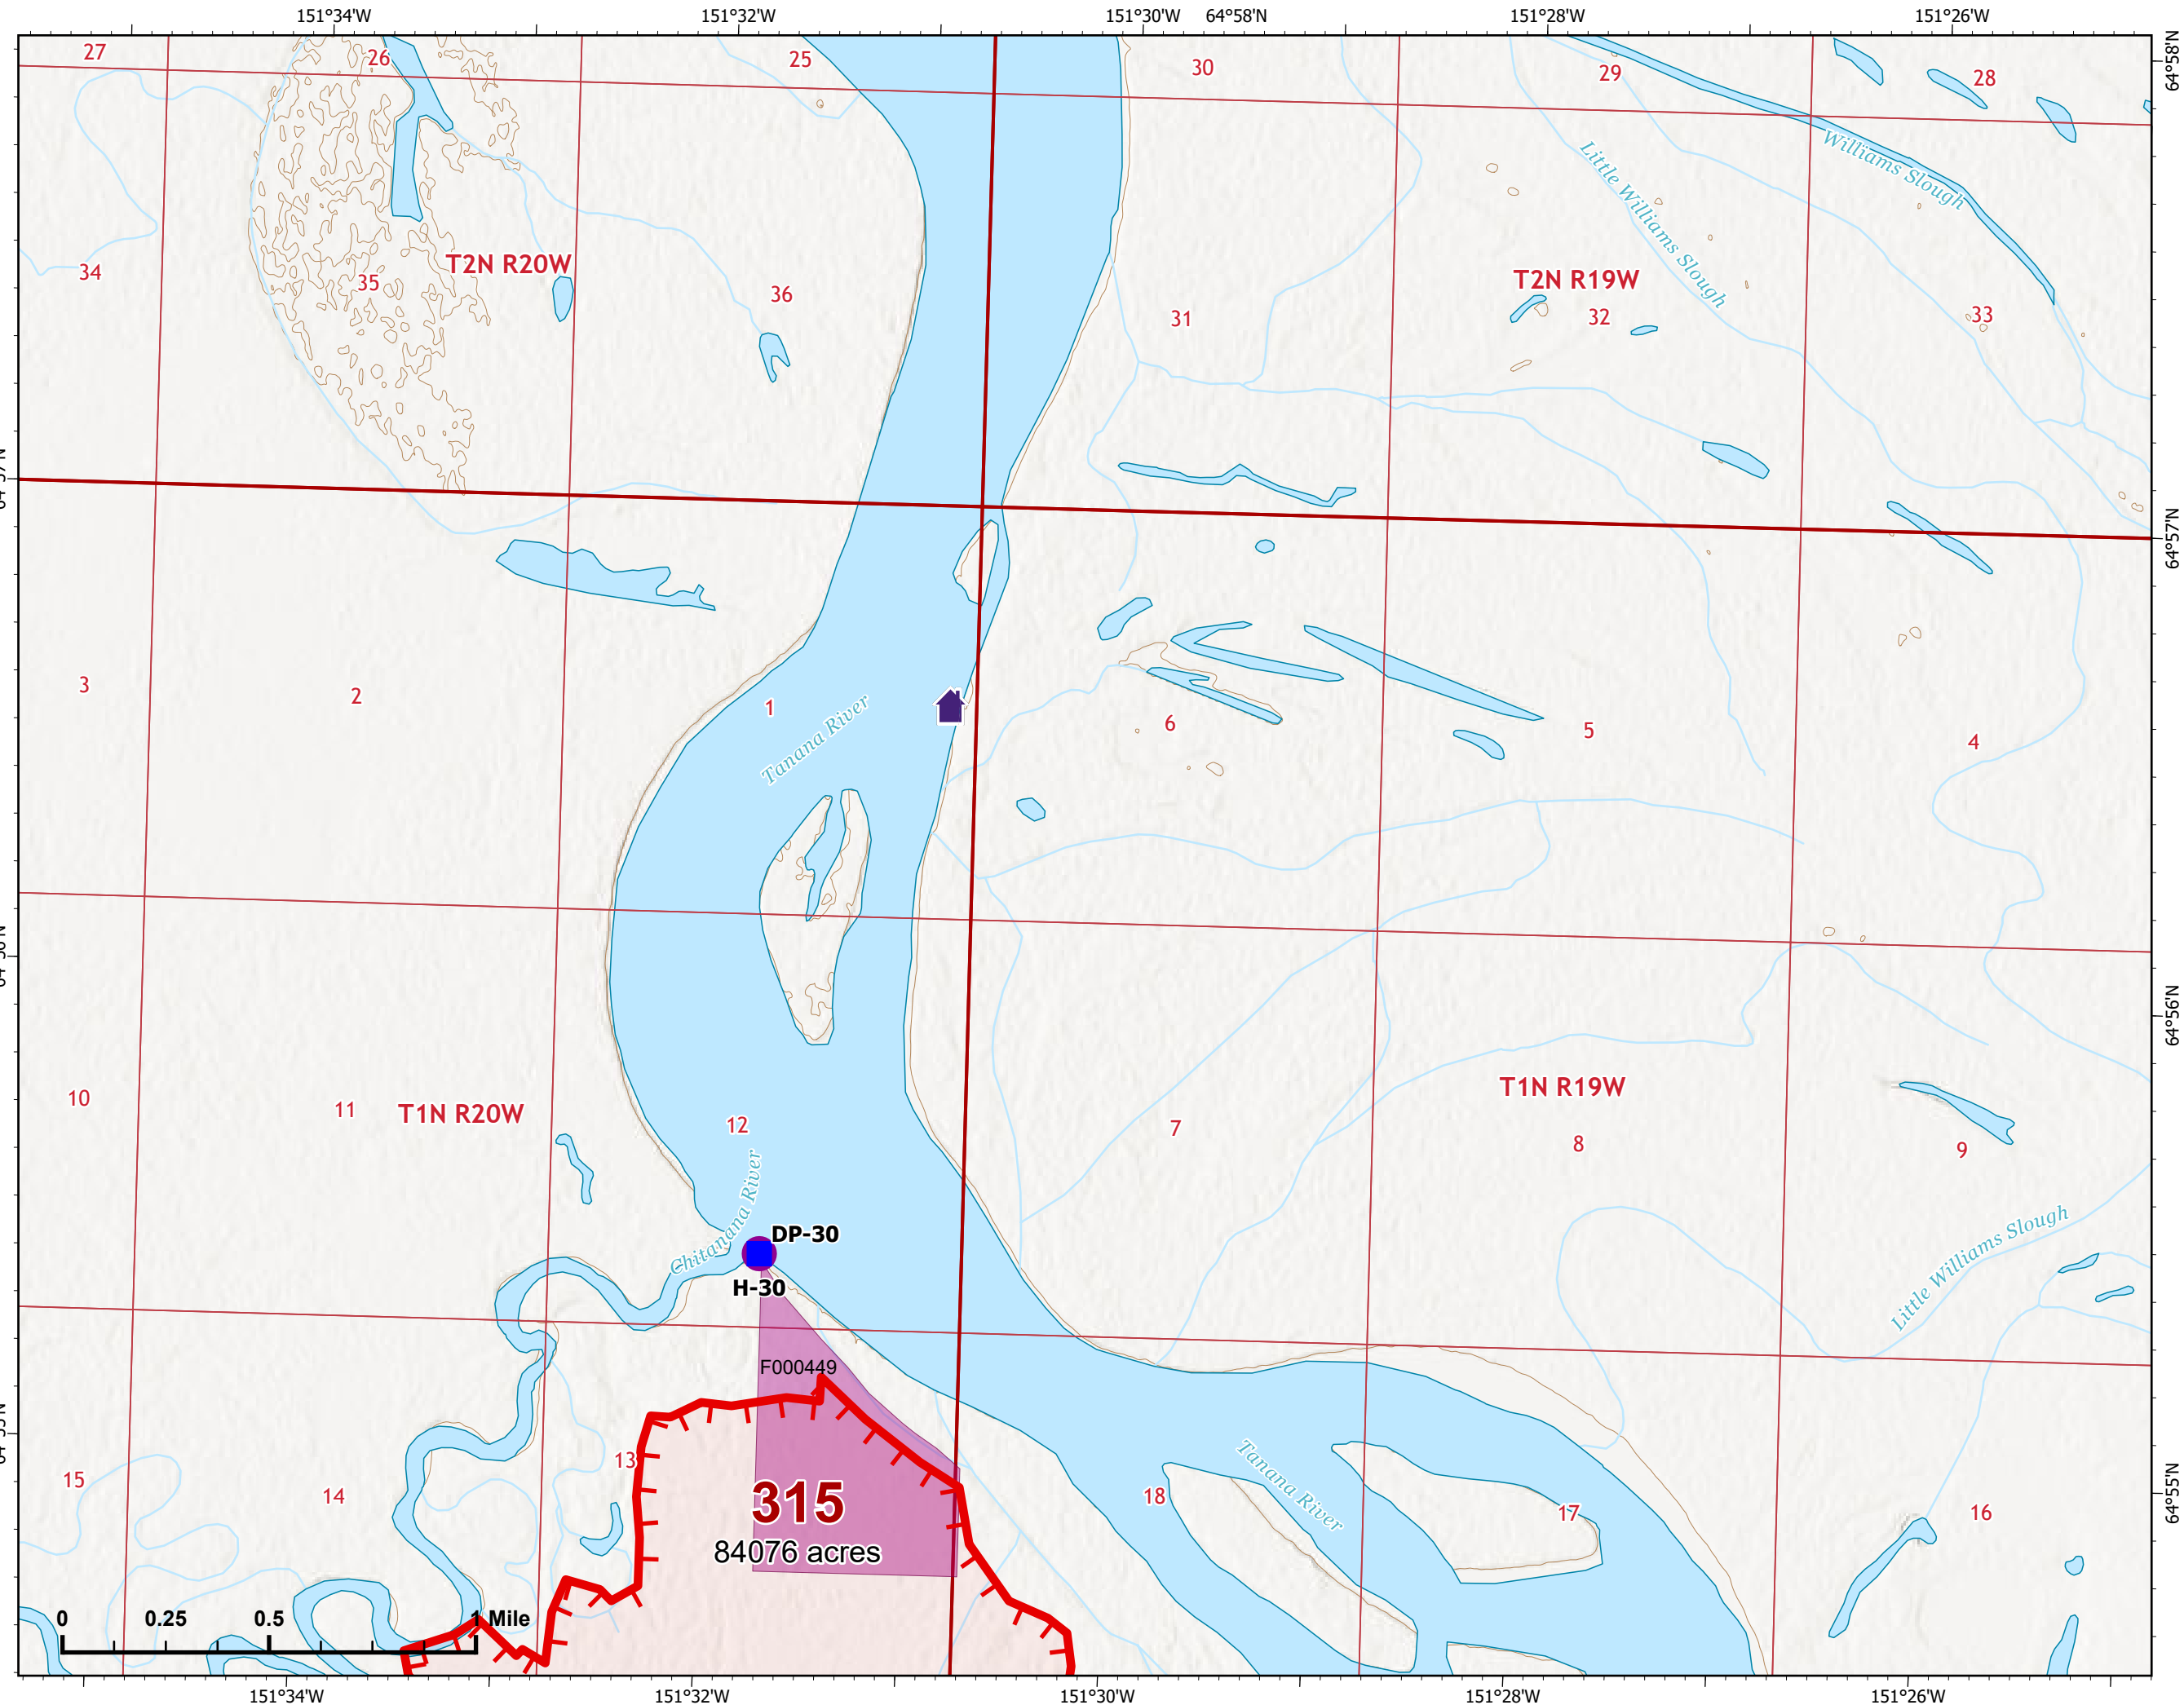 151°34'W
151°32'W
151°30'W
64°58'N
151°28'W
151°26'W
27
26
25
30
29
28
64°58'N
Williams Slough
Little Williams Slough
T2N R20W
T2N R19W
34
35
36
31
32
33
64°57'N
3
2
1
6
5
4
Tanana River
64°56'N
T1N R20W
T1N R19W
10
11
12
7
8
9
Chitanana River
DP-30
H-30
Little Williams Slough
F000449
13
15
14
315
84076 acres
18
17
16
Tanana River
64°55'N
0
0.25
0.5
1 Mile
151°34'W
151°32'W
151°30'W
151°28'W
151°26'W